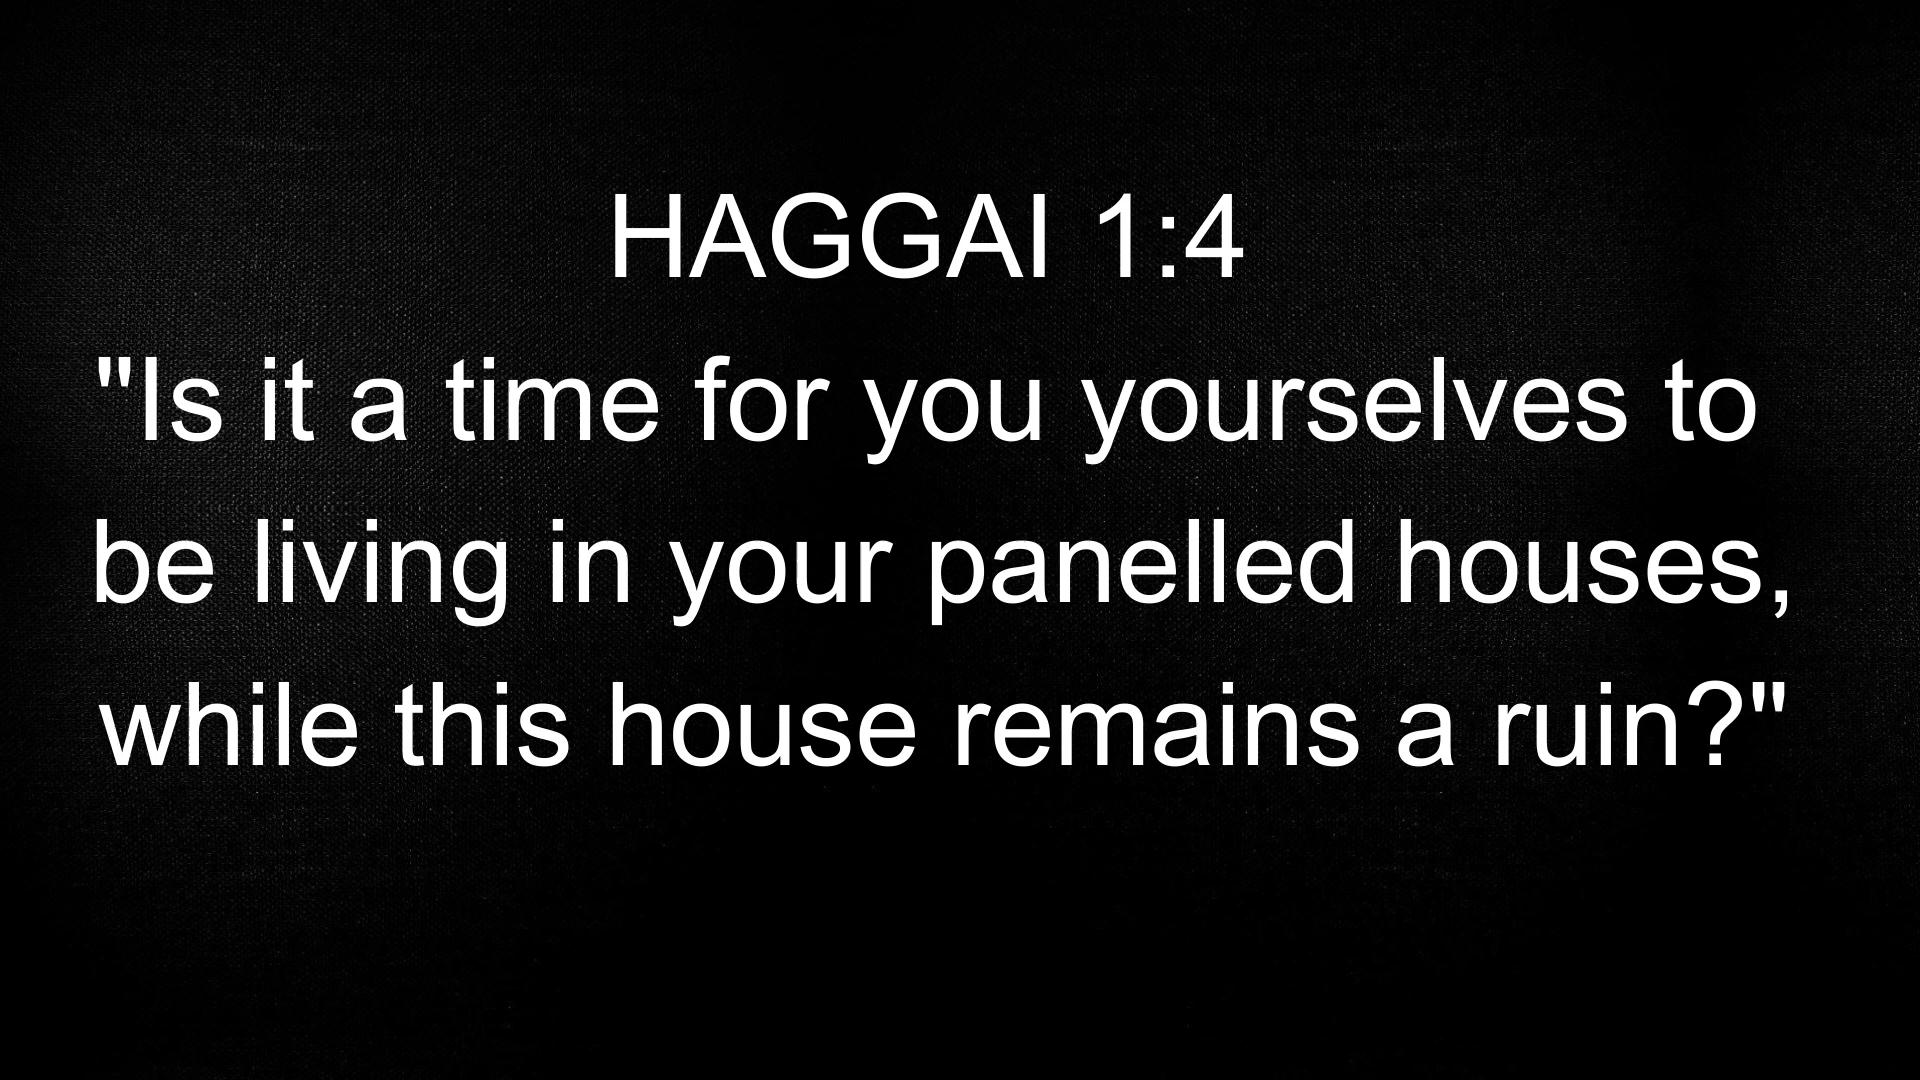 HAGGAI 1:4
"Is it a time for you yourselves to
be living in your panelled houses,
while this house remains a ruin?"